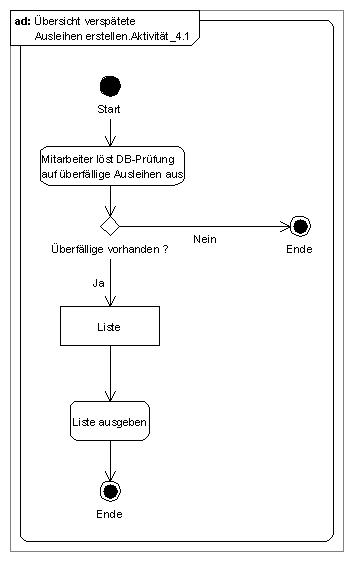 ad: Übersicht verspätete
Ausleihen erstellen.Aktivität_4.1
Start
Mitarbeiter löst DB-Prüfung
auf überfällige Ausleihen aus
Nein
Überfällige vorhanden ?
Ende
Ja
Liste
Liste ausgeben
Ende